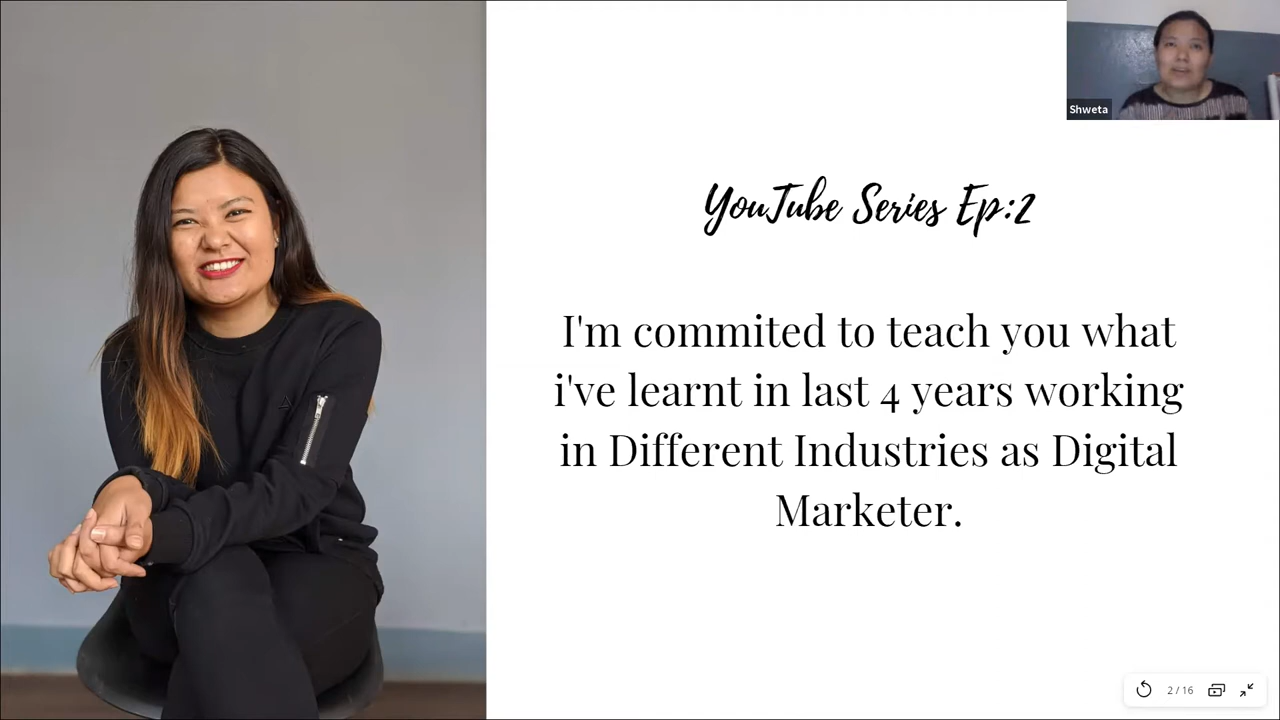 Shweta
YouTube Series Ep:2
I'm commited to teach you what
i've learnt in last 4 years working
in Different Industries as Digital
Marketer.
2 / 16